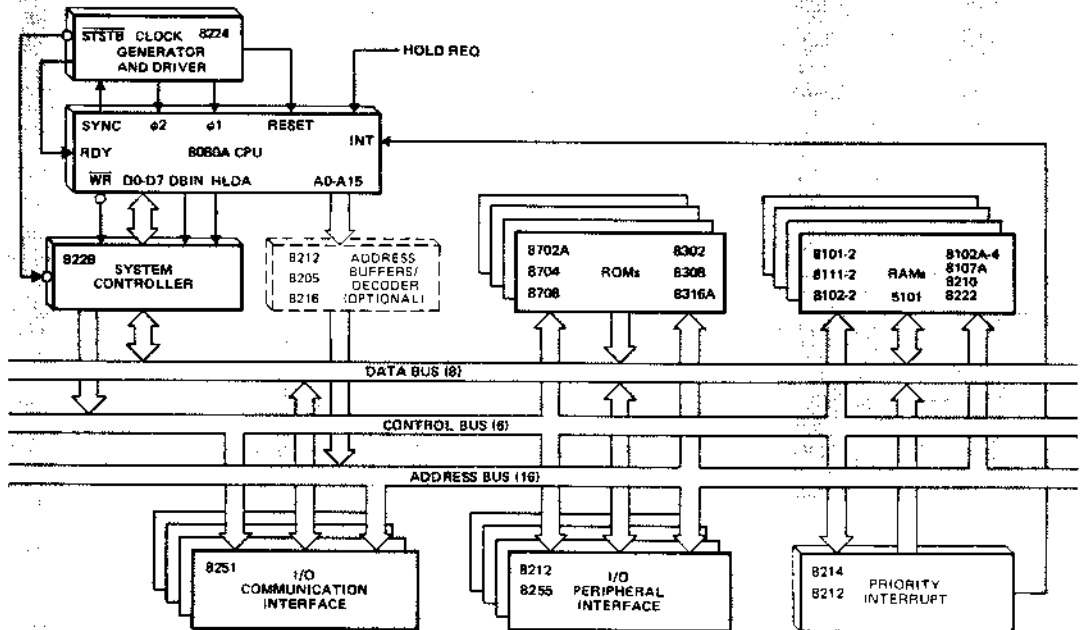 STSTB CLOCK 8224
GENERATOR
AND DRIVER
HOLD REQ
SYNC φ2 φ1 RESET
INT
RDY 8080A CPU
WR D0-D7 DBIN HLDA A0-A15
8228
SYSTEM
CONTROLLER
8212 ADDRESS
8205 BUFFERS/
DECODER
8216 (OPTIONAL)
8702A 8302
8704 ROMs 8308
8708 8316A
8101-2 8102A-4
8111-2 RAMs 8107A
8102-2 5101 8210
8222
DATA BUS (8)
CONTROL BUS (6)
ADDRESS BUS (16)
8251 I/O
COMMUNICATION
INTERFACE
8212 I/O
8255 PERIPHERAL
INTERFACE
8214 PRIORITY
8212 INTERRUPT